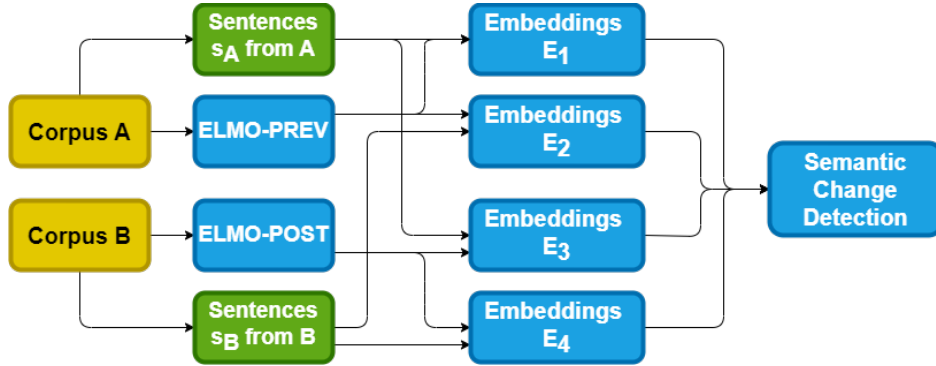 Sentences
sA from A
Embeddings
E1
Corpus A
ELMO-PREV
Embeddings
E2
Semantic
Change
Detection
Corpus B
ELMO-POST
Embeddings
E3
Sentences
sB from B
Embeddings
E4